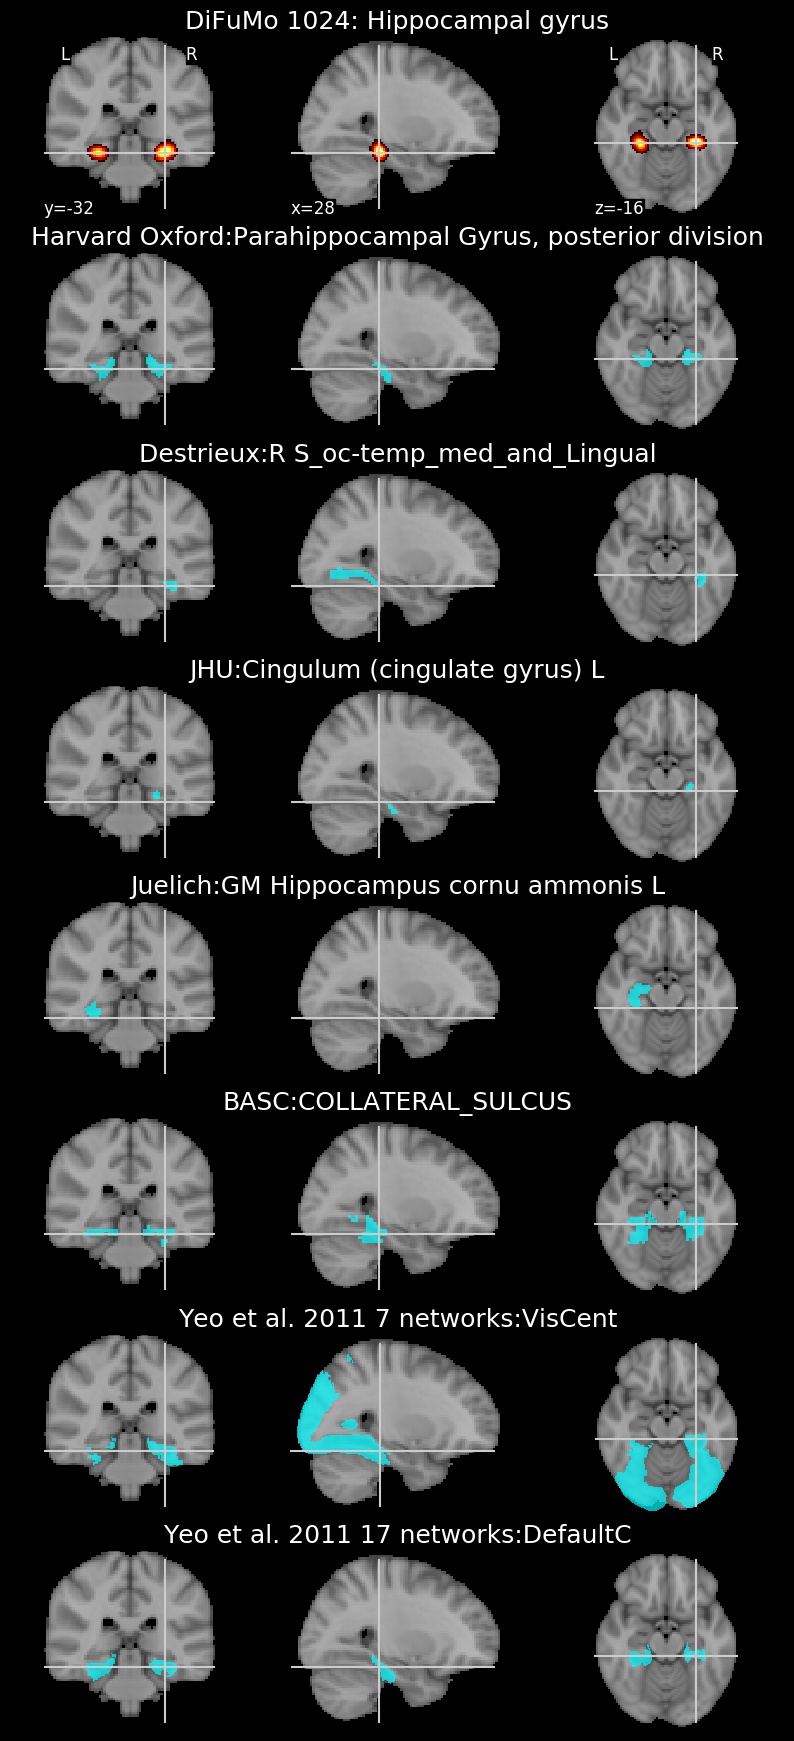 DiFuMo 1024: Hippocampal gyrus
L R L R
y=-32 x=28 z=-16
Harvard Oxford:Parahippocampal Gyrus, posterior division
Destrieux:R S_oc-temp_med_and_Lingual
JHU:Cingulum (cingulate gyrus) L
Juelich:GM Hippocampus cornu ammonis L
BASC:COLLATERAL_SULCUS
Yeo et al. 2011 7 networks:VisCent
Yeo et al. 2011 17 networks:DefaultC